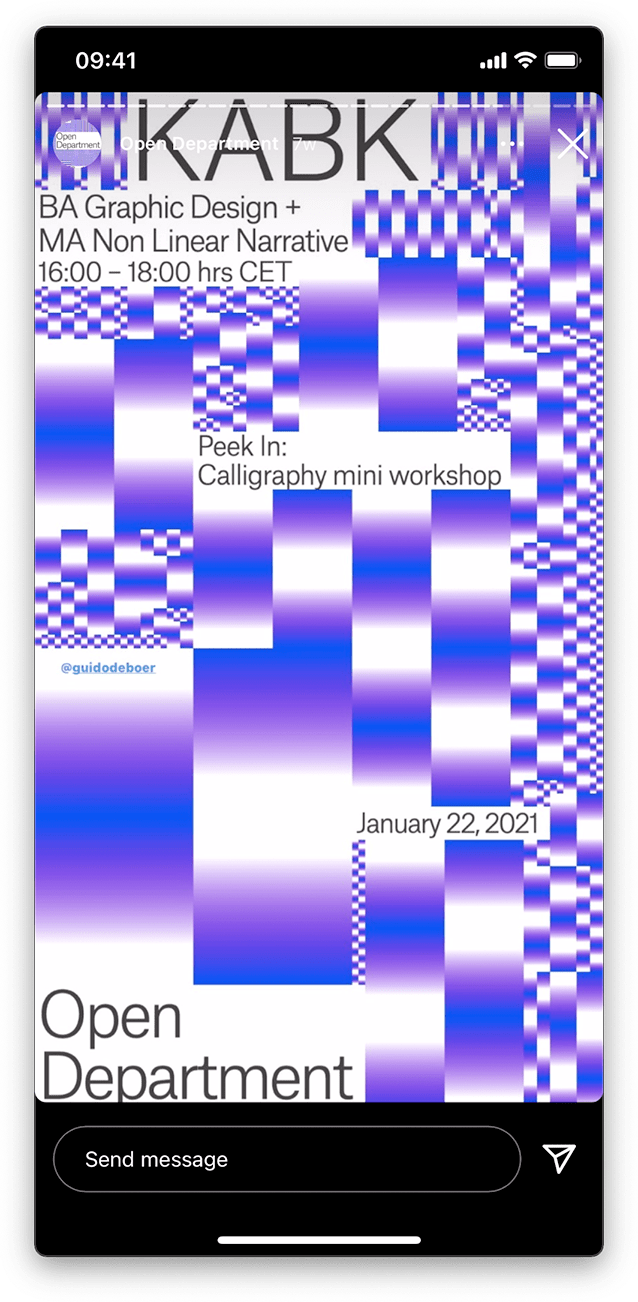 09:41
KABK
Open
Department
Open Department 7w
BA Graphic Design +
MA Non Linear Narrative
16:00 – 18:00 hrs CET
Peek In:
Calligraphy mini workshop
@guidodeboer
January 22, 2021
Open
Department
Send message